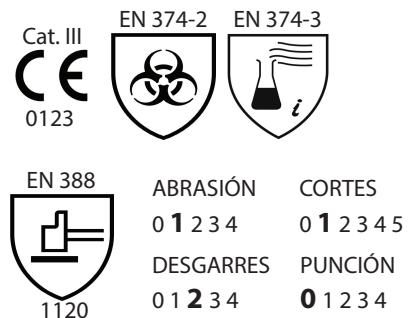 Cat. III
CE
0123
EN 374-2
EN 374-3
i
EN 388
1120
ABRASIÓN
0 1 2 3 4
CORTES
0 1 2 3 4 5
DESGARRES
0 1 2 3 4
PUNCIÓN
0 1 2 3 4